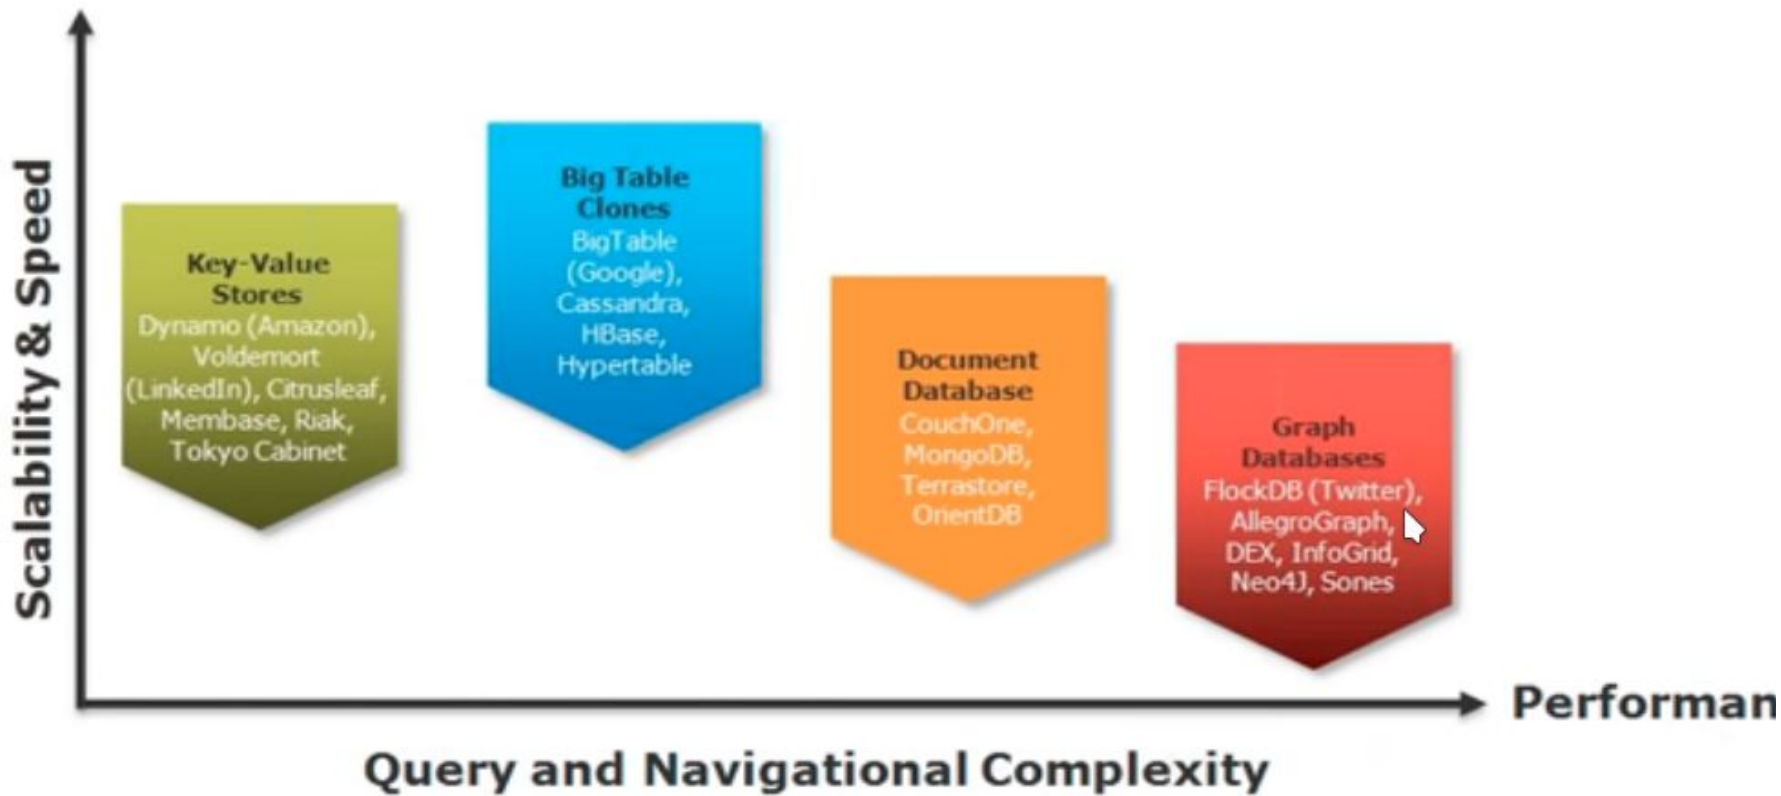 Scalability & Speed
Key-Value
Stores
Dynamo (Amazon),
Voldemort
(LinkedIn), Citrusleaf,
Membase, Riak,
Tokyo Cabinet
Big Table
Clones
BigTable
(Google),
Cassandra,
HBase,
Hypertable
Document
Database
CouchOne,
MongoDB,
Terrastore,
OrientDB
Graph
Databases
FlockDB (Twitter),
AllegroGraph,
DEX, InfoGrid,
Neo4J, Sones
Performan
Query and Navigational Complexity